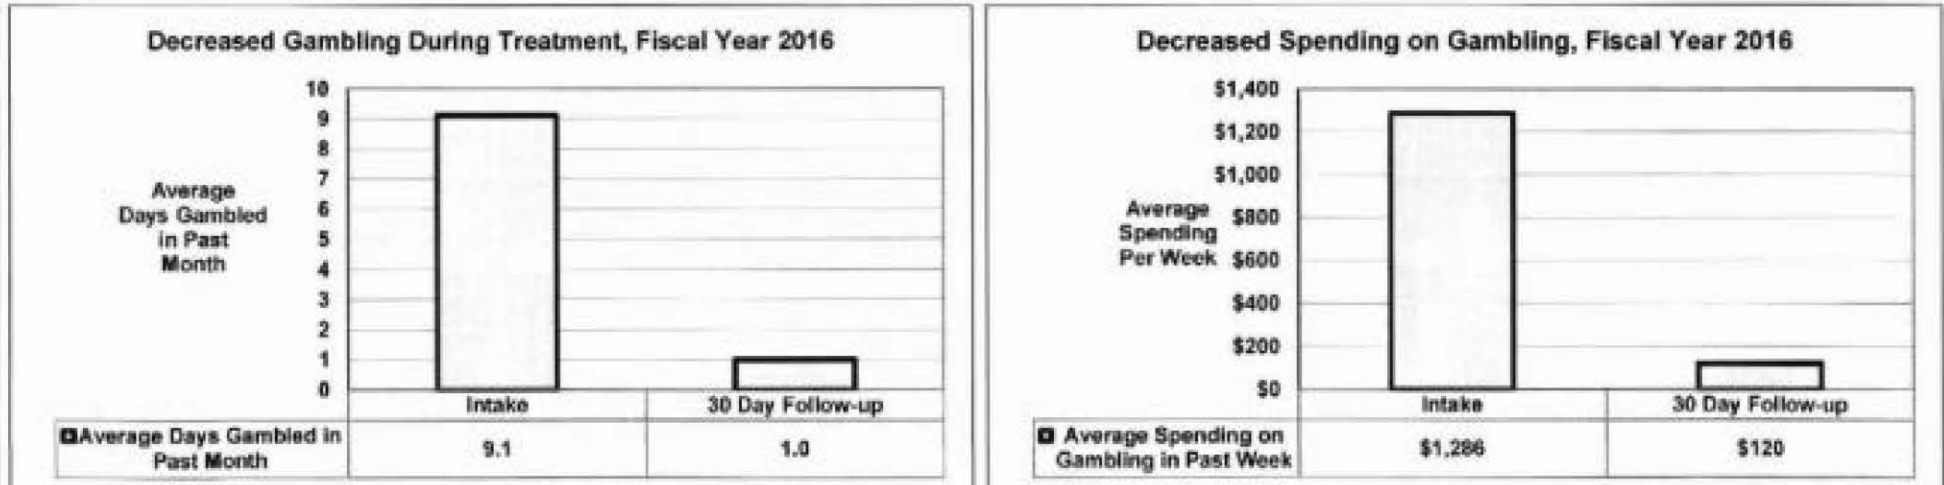 Decreased Gambling During Treatment, Fiscal Year 2016
10
9
8
7
6
5
4
3
2
1
0
Average
Days Gambled
in Past
Month
Intake
30 Day Follow-up
Average Days Gambled in
Past Month
9.1
1.0
Decreased Spending on Gambling, Fiscal Year 2016
$1,400
$1,200
$1,000
$800
$600
$400
$200
$0
Average
Spending
Per Week
Intake
30 Day Follow-up
Average Spending on
Gambling in Past Week
$1,286
$120